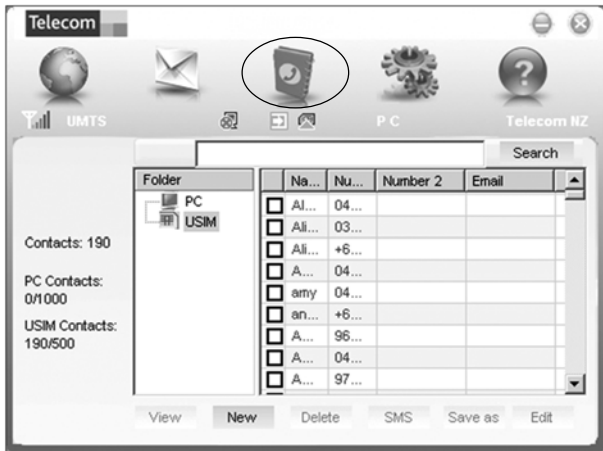 Telecom
?
UMTS PC Telecom NZ
Search
Folder Na... Nu... Number 2 Email
PC
USIM
Al... 04...
Ali... 03...
Ali... +6...
A... 04...
amy 04...
an... +6...
A... 96...
A... 04...
A... 97...
Contacts: 190
PC Contacts:
0/1000
USIM Contacts:
190/500
View New Delete SMS Save as Edit